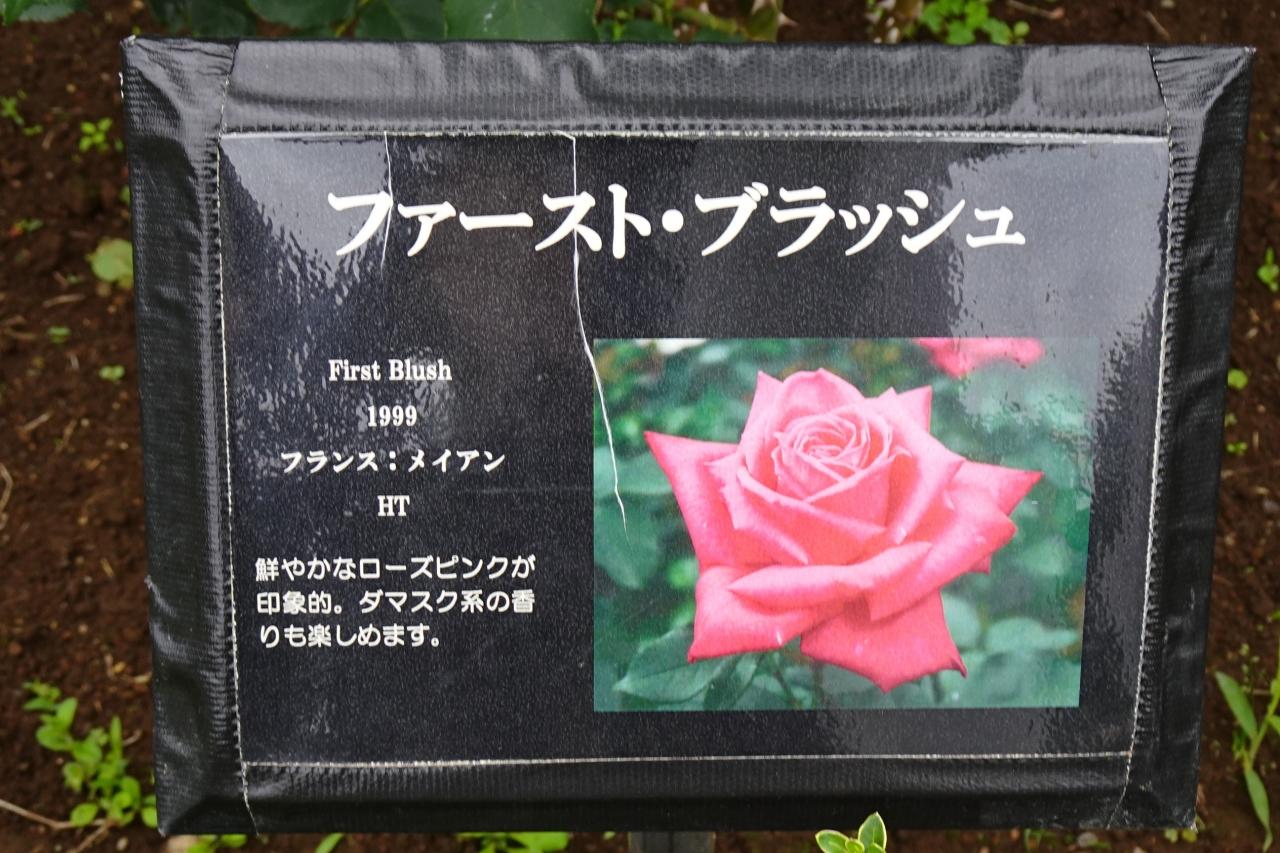 ファースト・ブラッシュ
First Blush
1999
フランス：メイアン
HT
鮮やかなローズピンクが
印象的。ダマスク系の香
りも楽しめます。